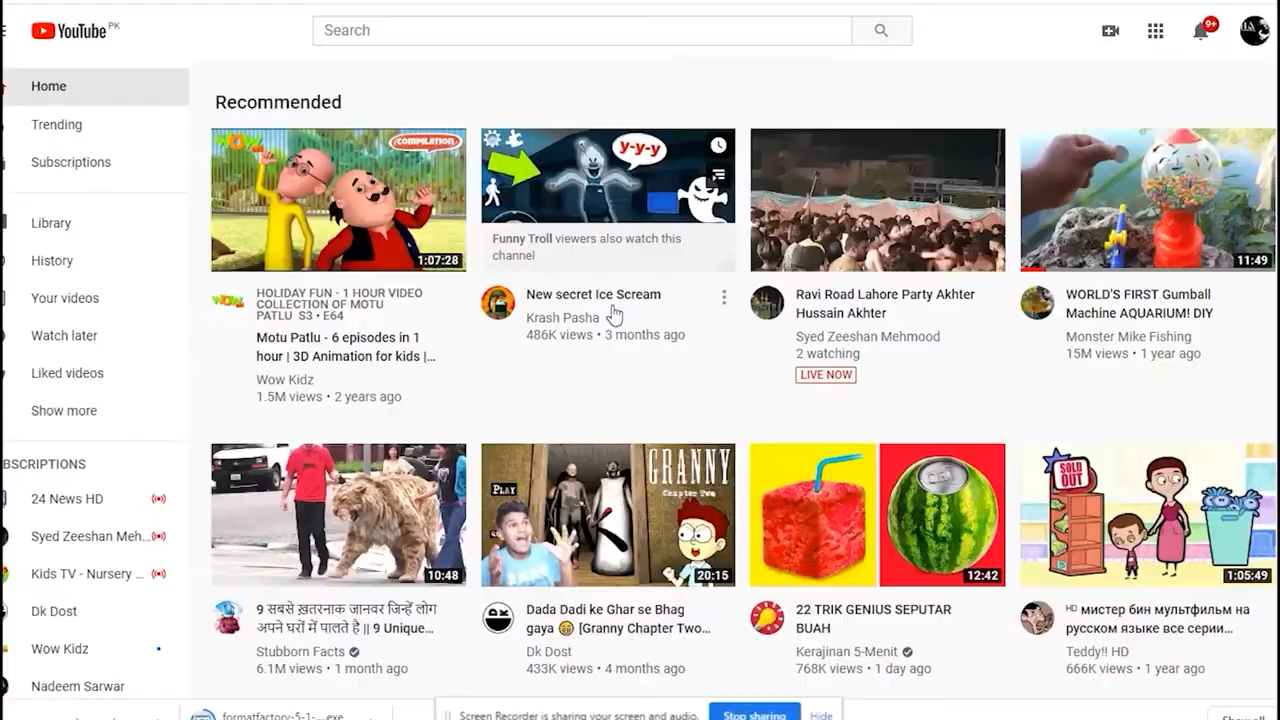 YouTube PK
Search
9+
Home
Trending
Subscriptions
Library
History
Your videos
Watch later
Liked videos
Show more
BSCRIPTIONS
24 News HD
Syed Zeeshan Meh...
Kids TV - Nursery ...
Dk Dost
Wow Kidz
Nadeem Sarwar
Recommended
WOW
COMPILATION
1:07:28
HOLIDAY FUN - 1 HOUR VIDEO
COLLECTION OF MOTU
PATLU S3 • E64
Motu Patlu - 6 episodes in 1
hour | 3D Animation for kids |...
Wow Kidz
1.5M views • 2 years ago
y-y-y
Funny Troll viewers also watch this
channel
New secret Ice Scream
Krash Pasha
486K views • 3 months ago
Ravi Road Lahore Party Akhter
Hussain Akhter
Syed Zeeshan Mehmood
2 watching
LIVE NOW
11:49
WORLD'S FIRST Gumball
Machine AQUARIUM! DIY
Monster Mike Fishing
15M views • 1 year ago
10:48
9 सबसे ख़तरनाक जानवर जिन्हें लोग
अपने घरों में पालते है || 9 Unique...
Stubborn Facts
6.1M views • 1 month ago
GRANNY
Chapter Two
PLAY
20:15
Dada Dadi ke Ghar se Bhag
gaya 😁 [Granny Chapter Two...
Dk Dost
433K views • 4 months ago
12:42
22 TRIK GENIUS SEPUTAR
BUAH
Kerajinan 5-Menit
768K views • 1 day ago
SOLD
OUT
1:05:49
ᴴᴰ мистер бин мультфильм на
русском языке все серии...
Teddy!! HD
666K views • 1 year ago
formatfactory-5-1-....exe
Screen Recorder is sharing your screen and audio.
Stop sharing
Hide
Show all